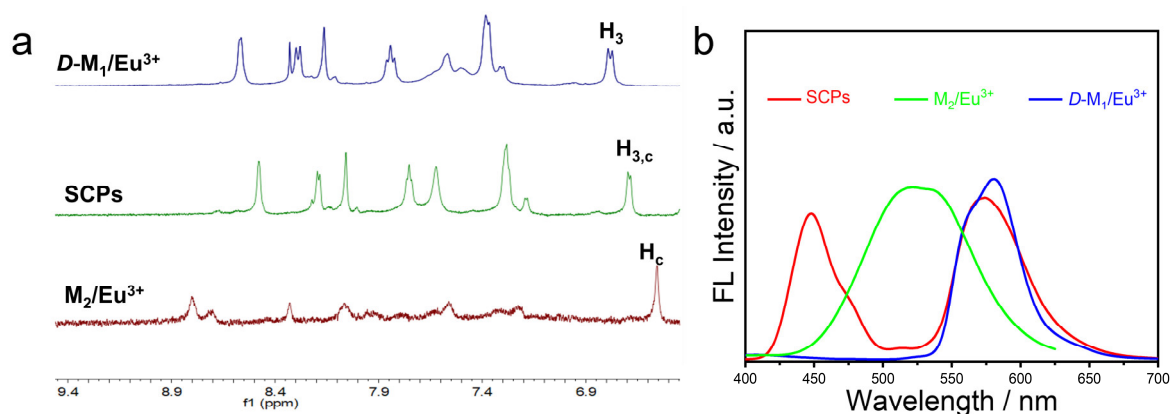 a
D-M₁/Eu³⁺
H₃
SCPs
H₃,c
M₂/Eu³⁺
Hc
9.4 8.9 8.4 7.9 7.4 6.9
f1 (ppm)
b
FL Intensity / a.u.
SCPs M₂/Eu³⁺ D-M₁/Eu³⁺
400 450 500 550 600 650 700
Wavelength / nm